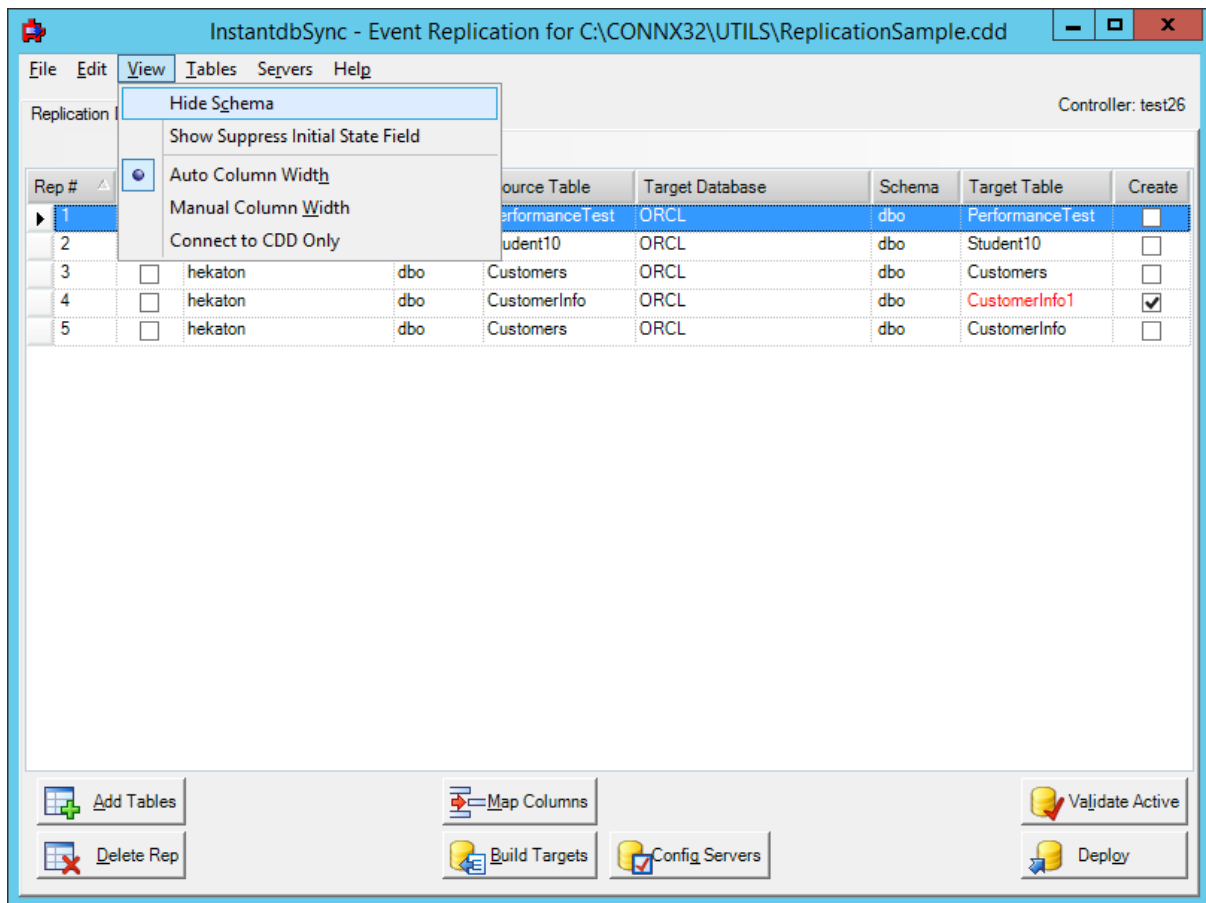 InstantdbSync - Event Replication for C:\CONNX32\UTILS\ReplicationSample.cdd
File Edit View Tables Servers Help
Replication
Controller: test26
Hide Schema
Show Suppress Initial State Field
Auto Column Width
Manual Column Width
Connect to CDD Only
Rep # ource Table Target Database Schema Target Table Create
1 erformanceTest ORCL dbo PerformanceTest
2 tudent10 ORCL dbo Student10
3 hekaton dbo Customers ORCL dbo Customers
4 hekaton dbo CustomerInfo ORCL dbo CustomerInfo1
5 hekaton dbo Customers ORCL dbo CustomerInfo
Add Tables Map Columns Validate Active
Delete Rep Build Targets Config Servers Deploy